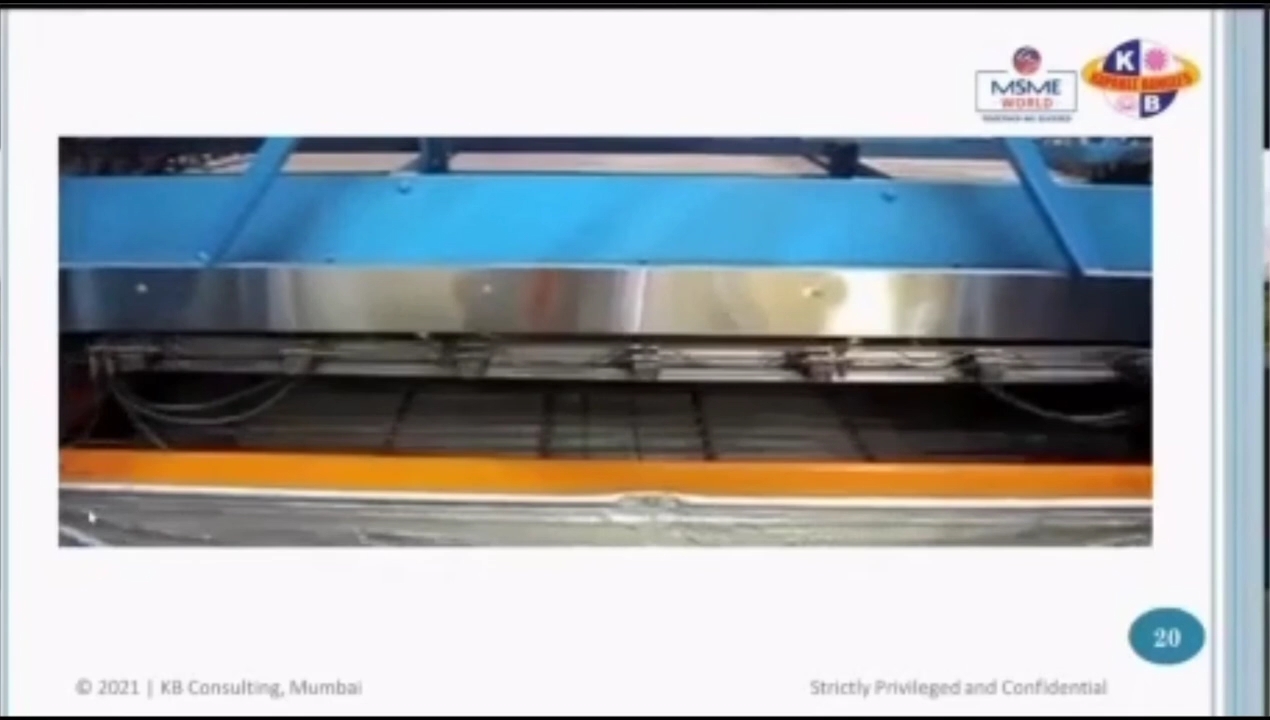 MSME
WORLD
K
B
20
© 2021 | KB Consulting, Mumbai
Strictly Privileged and Confidential